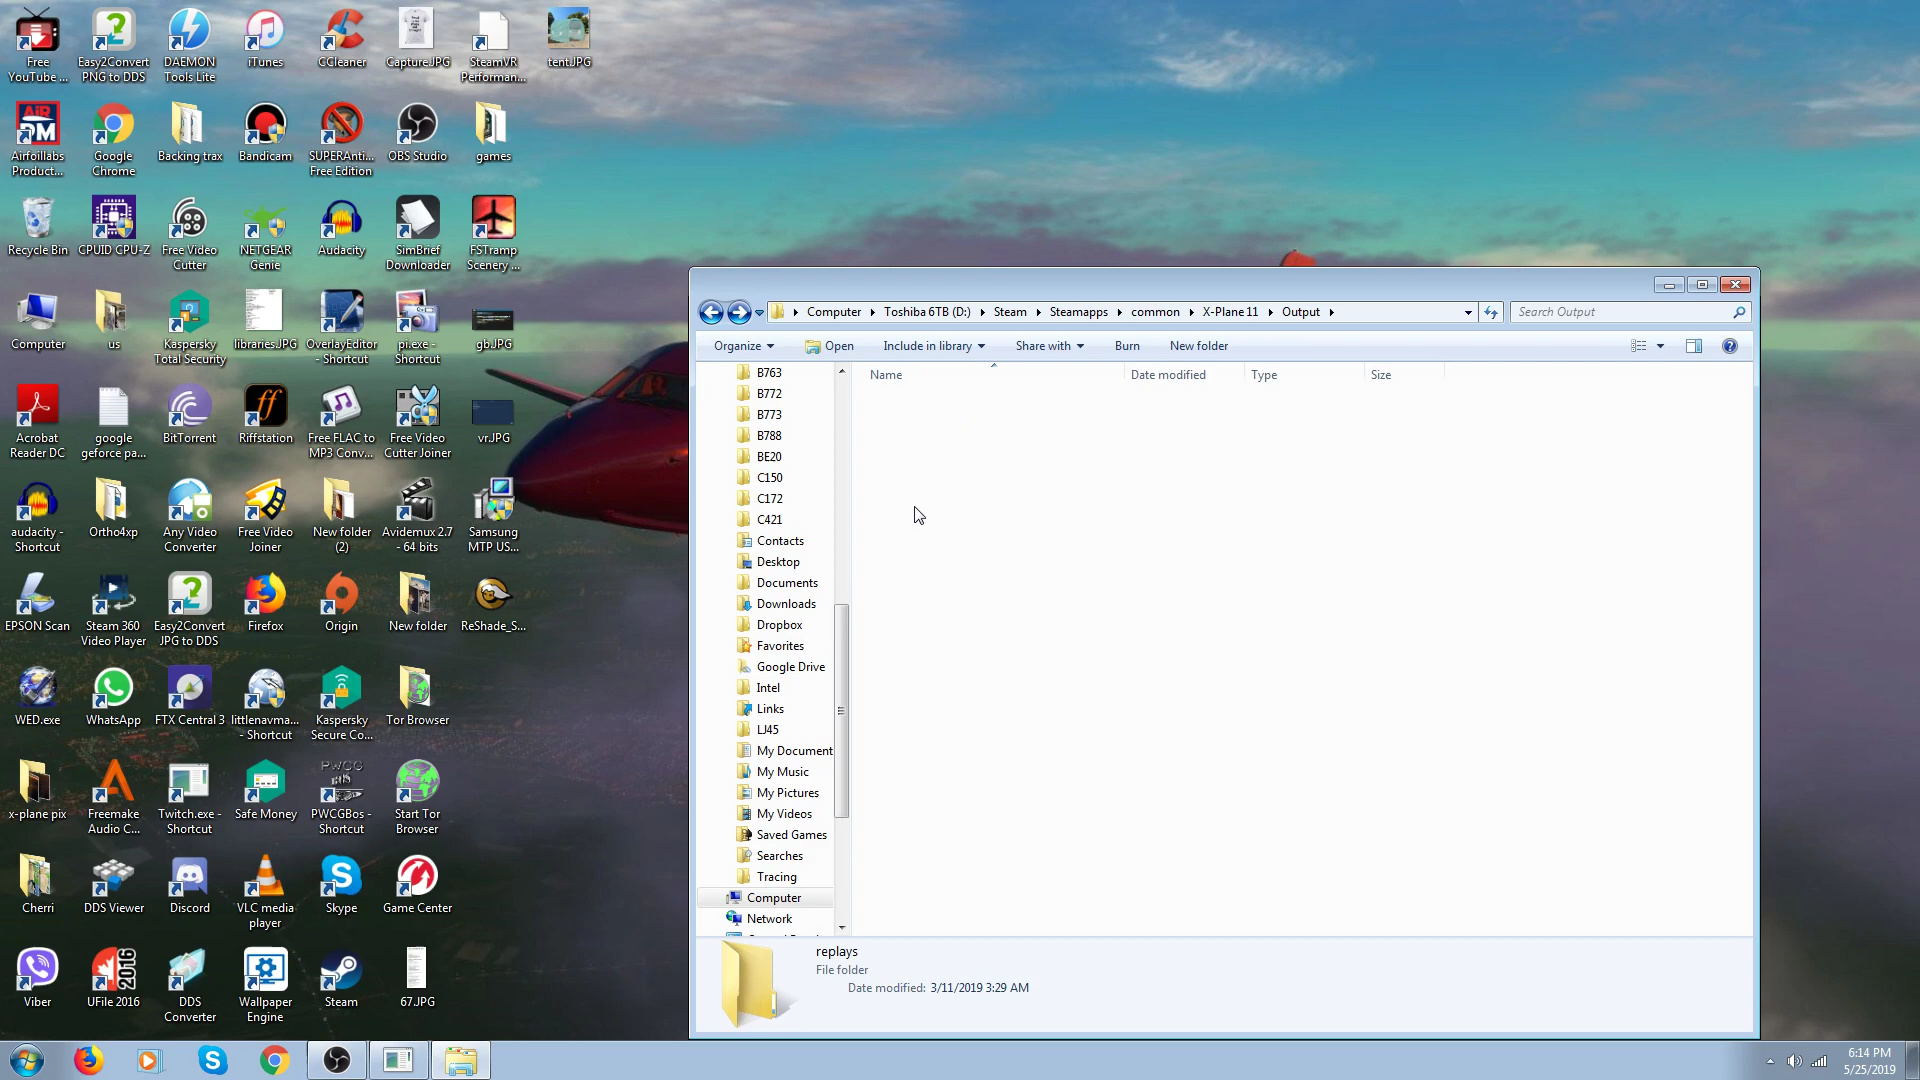 Free
YouTube ...
Easy2Convert
PNG to DDS
DAEMON
Tools Lite
iTunes
CCleaner
Capture.JPG
SteamVR
Performan...
tent.JPG
Airfoillabs
Product...
Google
Chrome
Backing trax
Bandicam
SUPERAnti...
Free Edition
OBS Studio
games
Recycle Bin
CPUID CPU-Z
Free Video
Cutter
NETGEAR
Genie
Audacity
SimBrief
Downloader
FSTramp
Scenery ...
Computer
us
Kaspersky
Total Security
libraries.JPG
OverlayEditor
- Shortcut
pi.exe -
Shortcut
gb.JPG
Acrobat
Reader DC
google
geforce pa...
BitTorrent
Riffstation
Free FLAC to
MP3 Conv...
Free Video
Cutter Joiner
vr.JPG
audacity -
Shortcut
Ortho4xp
Any Video
Converter
Free Video
Joiner
New folder
(2)
Avidemux 2.7
- 64 bits
Samsung
MTP US...
EPSON Scan
Steam 360
Video Player
Easy2Convert
JPG to DDS
Firefox
Origin
New folder
ReShade_S...
WED.exe
WhatsApp
FTX Central 3
littlenavma...
- Shortcut
Kaspersky
Secure Co...
Tor Browser
x-plane pix
Freemake
Audio C...
Twitch.exe -
Shortcut
Safe Money
PWCGBos -
Shortcut
Start Tor
Browser
Cherri
DDS Viewer
Discord
VLC media
player
Skype
Game Center
Viber
UFile 2016
DDS
Converter
Wallpaper
Engine
Steam
67.JPG
Computer
Toshiba 6TB (D:)
Steam
Steamapps
common
X-Plane 11
Output
Search Output
Organize
Open
Include in library
Share with
Burn
New folder
Name
Date modified
Type
Size
B763
B772
B773
B788
BE20
C150
C172
C421
Contacts
Desktop
Documents
Downloads
Dropbox
Favorites
Google Drive
Intel
Links
LJ45
My Document
My Music
My Pictures
My Videos
Saved Games
Searches
Tracing
Computer
Network
replays
File folder
Date modified: 3/11/2019 3:29 AM
6:14 PM
5/25/2019